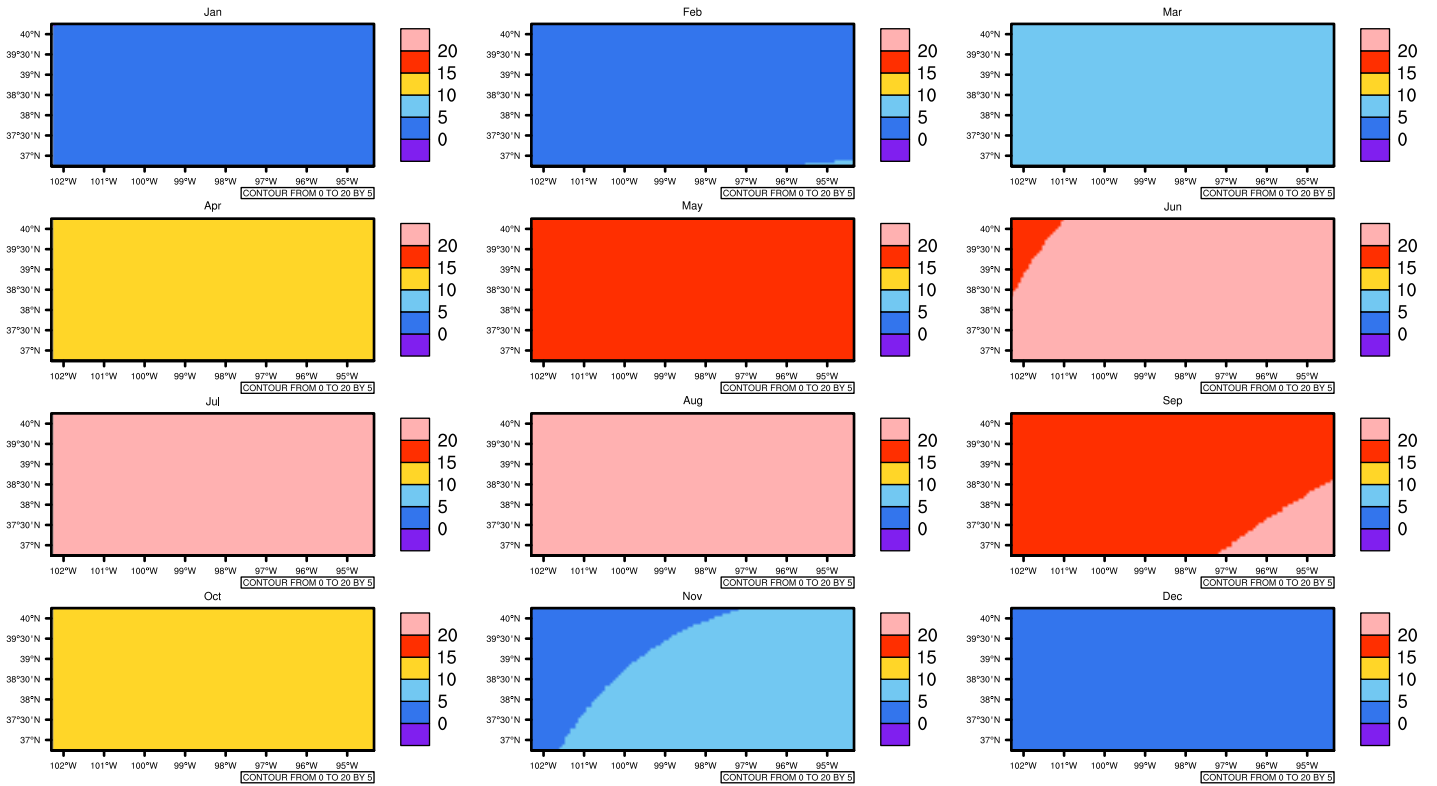 Jan Feb Mar
40°N 20 40°N 20 40°N 20
39°30'N 15 39°30'N 15 39°30'N 15
39°N 10 39°N 10 39°N 10
38°30'N 5 38°30'N 5 38°30'N 5
38°N 0 38°N 0 38°N 0
37°30'N 37°30'N 37°30'N
37°N 37°N 37°N
102°W 101°W 100°W 99°W 98°W 97°W 96°W 95°W 102°W 101°W 100°W 99°W 98°W 97°W 96°W 95°W 102°W 101°W 100°W 99°W 98°W 97°W 96°W 95°W
CONTOUR FROM 0 TO 20 BY 5 CONTOUR FROM 0 TO 20 BY 5 CONTOUR FROM 0 TO 20 BY 5
Apr May Jun
40°N 20 40°N 20 40°N 20
39°30'N 15 39°30'N 15 39°30'N 15
39°N 10 39°N 10 39°N 10
38°30'N 5 38°30'N 5 38°30'N 5
38°N 0 38°N 0 38°N 0
37°30'N 37°30'N 37°30'N
37°N 37°N 37°N
102°W 101°W 100°W 99°W 98°W 97°W 96°W 95°W 102°W 101°W 100°W 99°W 98°W 97°W 96°W 95°W 102°W 101°W 100°W 99°W 98°W 97°W 96°W 95°W
CONTOUR FROM 0 TO 20 BY 5 CONTOUR FROM 0 TO 20 BY 5 CONTOUR FROM 0 TO 20 BY 5
Jul Aug Sep
40°N 20 40°N 20 40°N 20
39°30'N 15 39°30'N 15 39°30'N 15
39°N 10 39°N 10 39°N 10
38°30'N 5 38°30'N 5 38°30'N 5
38°N 0 38°N 0 38°N 0
37°30'N 37°30'N 37°30'N
37°N 37°N 37°N
102°W 101°W 100°W 99°W 98°W 97°W 96°W 95°W 102°W 101°W 100°W 99°W 98°W 97°W 96°W 95°W 102°W 101°W 100°W 99°W 98°W 97°W 96°W 95°W
CONTOUR FROM 0 TO 20 BY 5 CONTOUR FROM 0 TO 20 BY 5 CONTOUR FROM 0 TO 20 BY 5
Oct Nov Dec
40°N 20 40°N 20 40°N 20
39°30'N 15 39°30'N 15 39°30'N 15
39°N 10 39°N 10 39°N 10
38°30'N 5 38°30'N 5 38°30'N 5
38°N 0 38°N 0 38°N 0
37°30'N 37°30'N 37°30'N
37°N 37°N 37°N
102°W 101°W 100°W 99°W 98°W 97°W 96°W 95°W 102°W 101°W 100°W 99°W 98°W 97°W 96°W 95°W 102°W 101°W 100°W 99°W 98°W 97°W 96°W 95°W
CONTOUR FROM 0 TO 20 BY 5 CONTOUR FROM 0 TO 20 BY 5 CONTOUR FROM 0 TO 20 BY 5